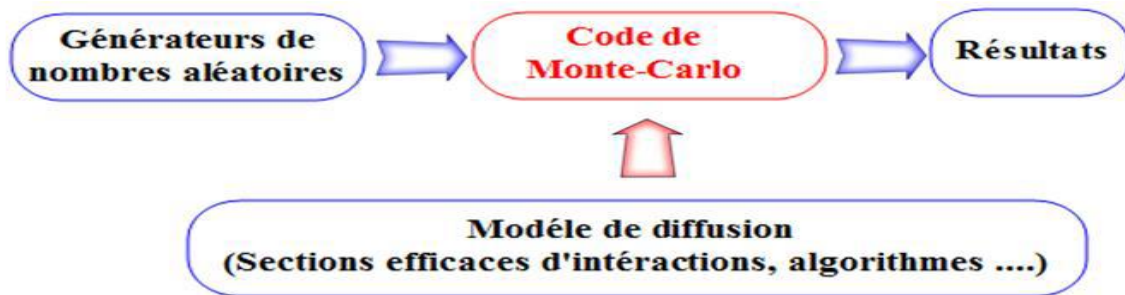 Générateurs de
nombres aléatoires
Code de
Monte-Carlo
Résultats
Modéle de diffusion
(Sections efficaces d'intéractions, algorithmes ....)